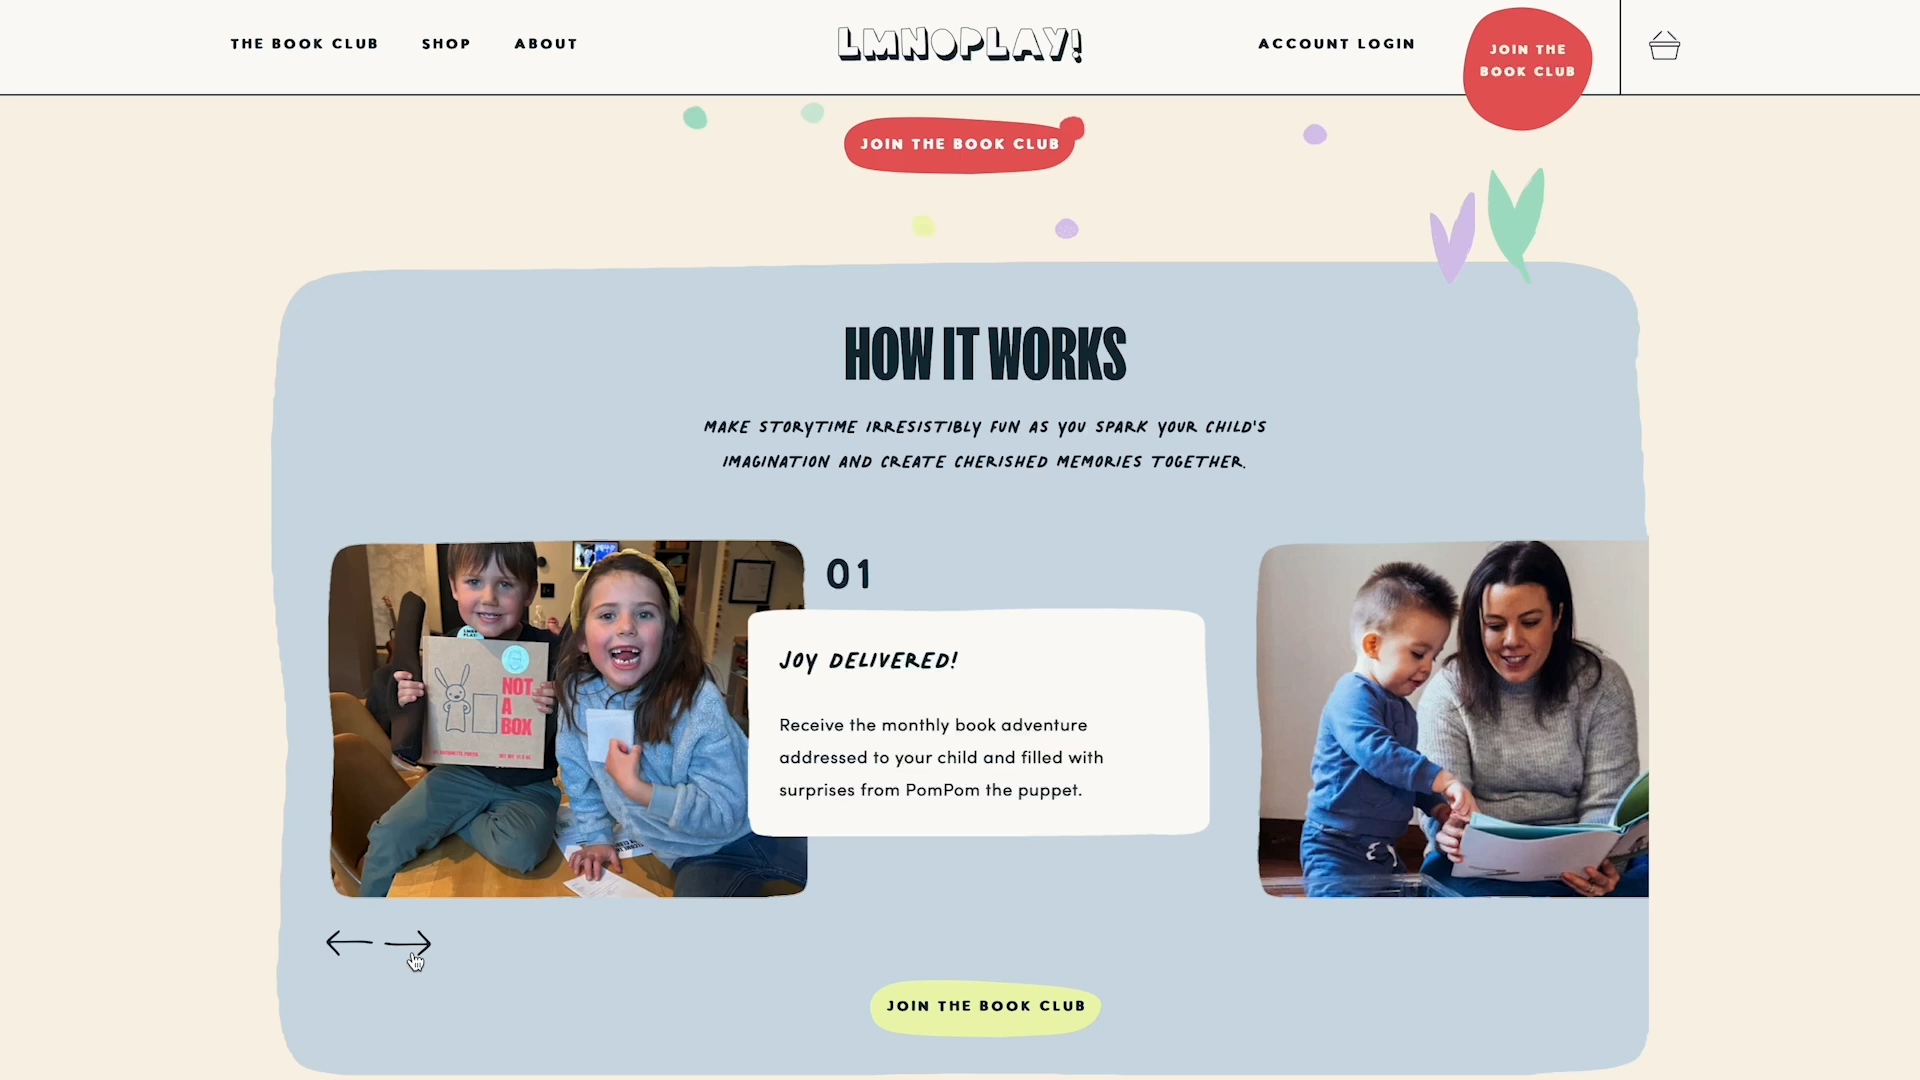 THE BOOK CLUB
SHOP
ABOUT
LMNOPLAY!
ACCOUNT LOGIN
JOIN THE
BOOK CLUB
JOIN THE BOOK CLUB
HOW IT WORKS
MAKE STORYTIME IRRESISTIBLY FUN AS YOU SPARK YOUR CHILD'S
IMAGINATION AND CREATE CHERISHED MEMORIES TOGETHER.
01
LMNO
PLAY!
NOT
A
BOX
JOY DELIVERED!
Receive the monthly book adventure
addressed to your child and filled with
surprises from PomPom the puppet.
JOIN THE BOOK CLUB